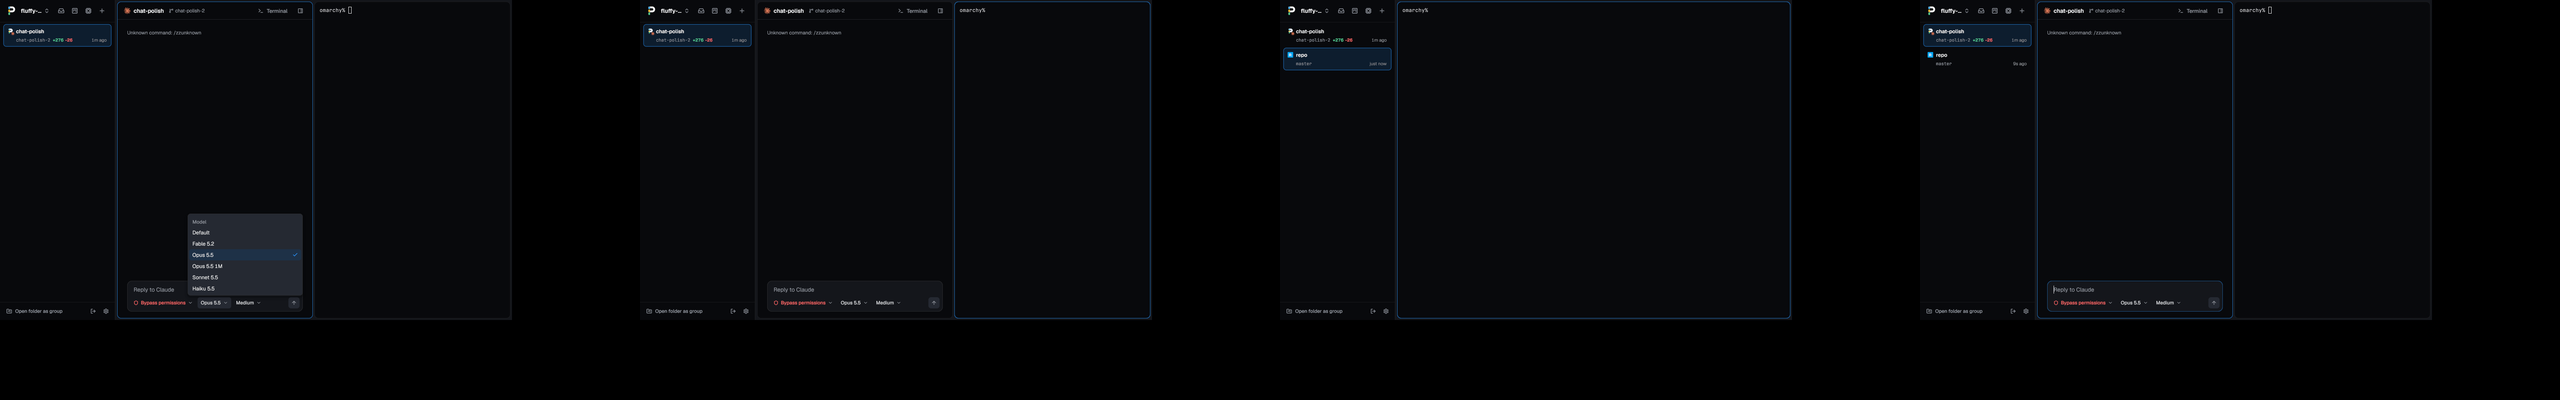 fluffy-...
chat-polish
chat-polish-2 +276 -26 1m ago
Open folder as group
chat-polish chat-polish-2 Terminal
Unknown command: /zzunknown
Model
Default
Fable 5.2
Opus 5.5
Opus 5.5 1M
Sonnet 5.5
Haiku 5.5
Reply to Claude
Bypass permissions Opus 5.5 Medium
omarchy%
fluffy-...
chat-polish
chat-polish-2 +276 -26 1m ago
Open folder as group
chat-polish chat-polish-2 Terminal
Unknown command: /zzunknown
Reply to Claude
Bypass permissions Opus 5.5 Medium
omarchy%
fluffy-...
chat-polish
chat-polish-2 +276 -26 1m ago
repo
master just now
Open folder as group
omarchy%
fluffy-...
chat-polish
chat-polish-2 +276 -26 1m ago
repo
master 9s ago
Open folder as group
chat-polish chat-polish-2 Terminal
Unknown command: /zzunknown
Reply to Claude
Bypass permissions Opus 5.5 Medium
omarchy%